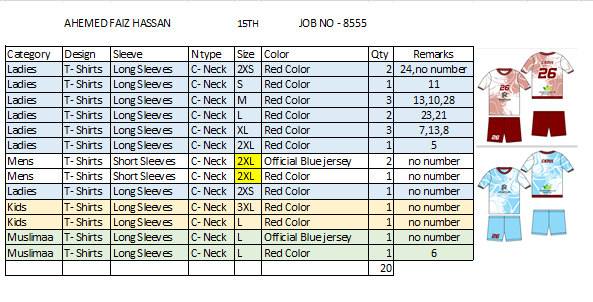 AHEMED FAIZ HASSAN 15TH JOB NO - 8555
Category Design Sleeve Ntype Size Color Qty Remarks
Ladies T- Shirts Long Sleeves C- Neck 2XS Red Color 2 24,no number
Ladies T- Shirts Long Sleeves C- Neck S Red Color 1 11
Ladies T- Shirts Long Sleeves C- Neck M Red Color 3 13,10,28
Ladies T- Shirts Long Sleeves C- Neck L Red Color 2 23,21
Ladies T- Shirts Long Sleeves C- Neck XL Red Color 3 7,13,8
Ladies T- Shirts Long Sleeves C- Neck 2XL Red Color 1 5
Mens T- Shirts Short Sleeves C- Neck 2XL Official Blue jersey 2 no number
Mens T- Shirts Short Sleeves C- Neck 2XL Red Color 1 no number
Ladies T- Shirts Long Sleeves C- Neck 2XS Red Color 1 no number
Kids T- Shirts Long Sleeves C- Neck 3XL Red Color 1 no number
Kids T- Shirts Long Sleeves C- Neck L Red Color 1 no number
Muslimaa T- Shirts Long Sleeves C- Neck L Official Blue jersey 1 no number
Muslimaa T- Shirts Long Sleeves C- Neck L Red Color 1 6
20
26
26
26
26